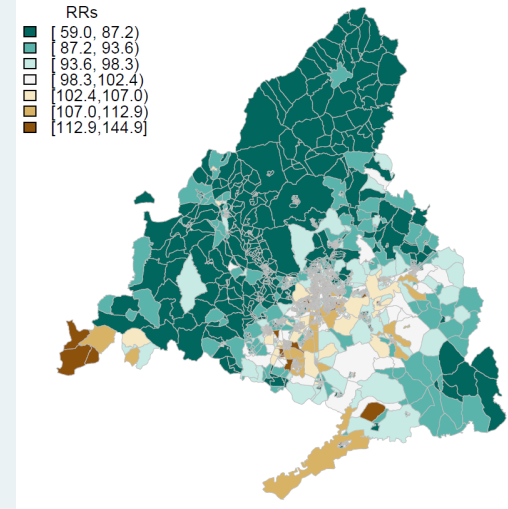 RRs
[ 59.0, 87.2)
[ 87.2, 93.6)
[ 93.6, 98.3)
[ 98.3,102.4)
[102.4,107.0)
[107.0,112.9)
[112.9,144.9]